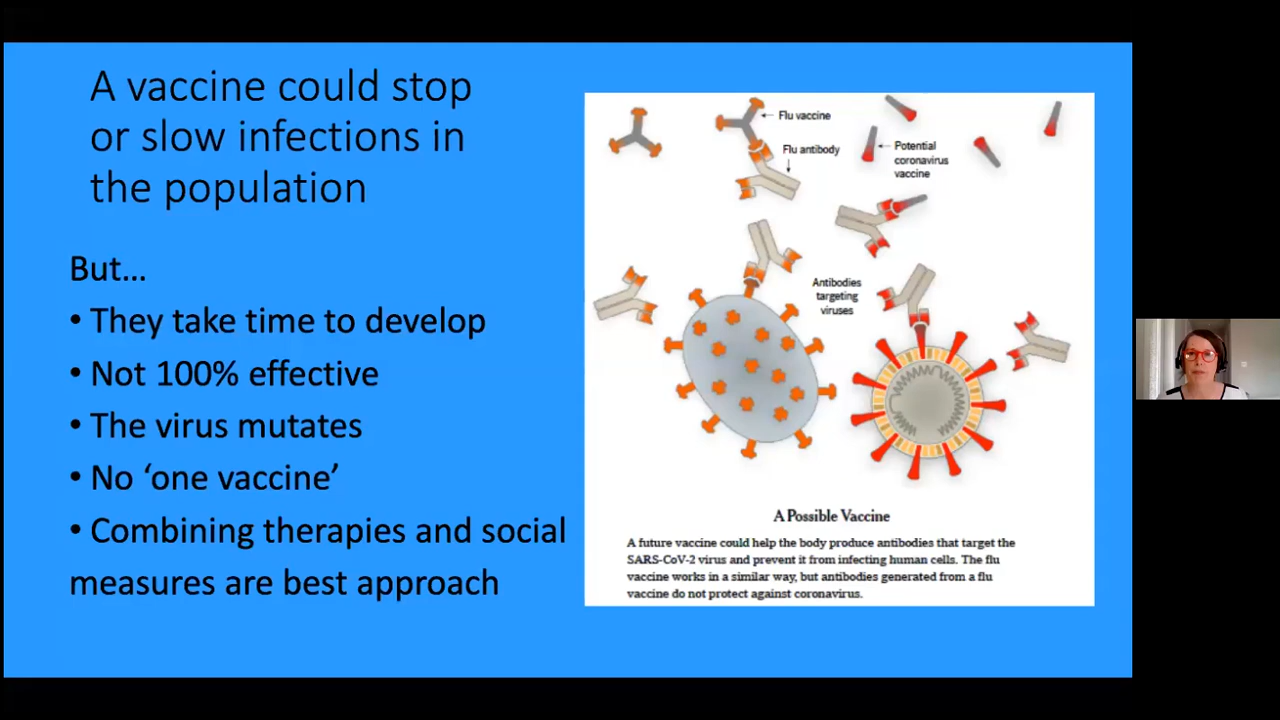 A vaccine could stop
or slow infections in
the population
But...
• They take time to develop
• Not 100% effective
• The virus mutates
• No ‘one vaccine’
• Combining therapies and social
measures are best approach
Flu vaccine
Flu antibody
Potential
coronavirus
vaccine
Antibodies
targeting
viruses
A Possible Vaccine
A future vaccine could help the body produce antibodies that target the
SARS-CoV-2 virus and prevent it from infecting human cells. The flu
vaccine works in a similar way, but antibodies generated from a flu
vaccine do not protect against coronavirus.